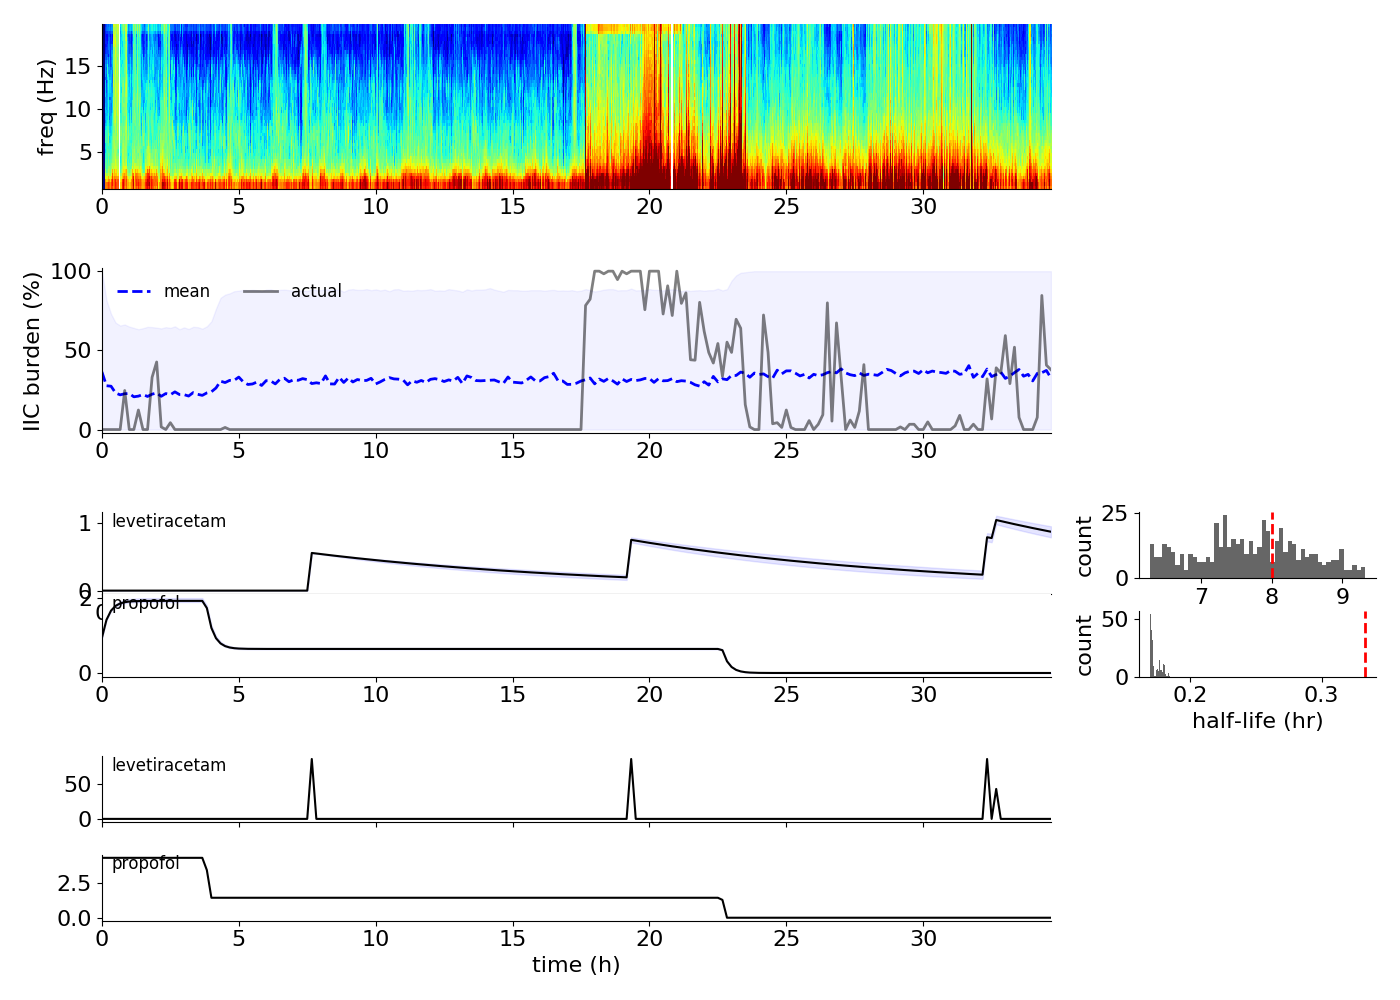 freq (Hz)
15
10
5
0 5 10 15 20 25 30
IIC burden (%)
100
50
0
mean actual
0 5 10 15 20 25 30
levetiracetam
1
0
0
propofol
2
0
0 5 10 15 20 25 30
count
25
0
7 8 9
count
50
0
0.2 0.3
half-life (hr)
levetiracetam
50
0
propofol
2.5
0.0
0 5 10 15 20 25 30
time (h)